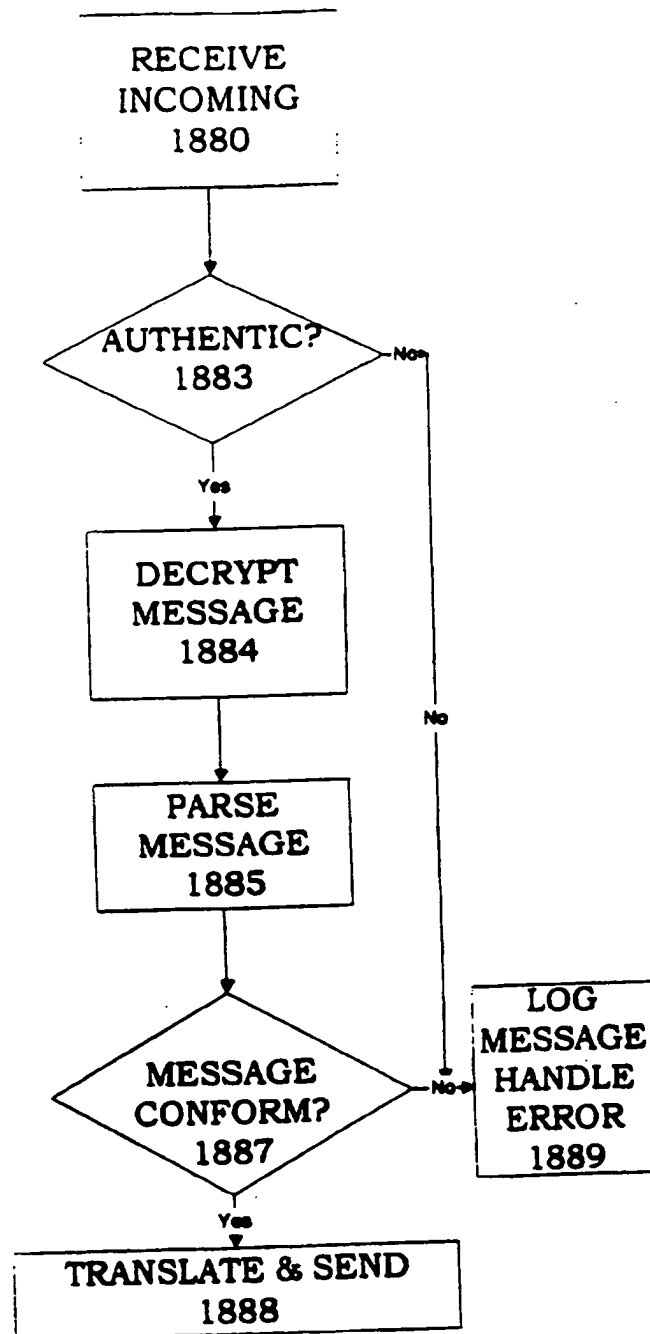 RECEIVE
INCOMING
1880
AUTHENTIC?
1883
No
Yes
DECRYPT
MESSAGE
1884
No
PARSE
MESSAGE
1885
MESSAGE
CONFORM?
1887
No
LOG
MESSAGE
HANDLE
ERROR
1889
Yes
TRANSLATE & SEND
1888